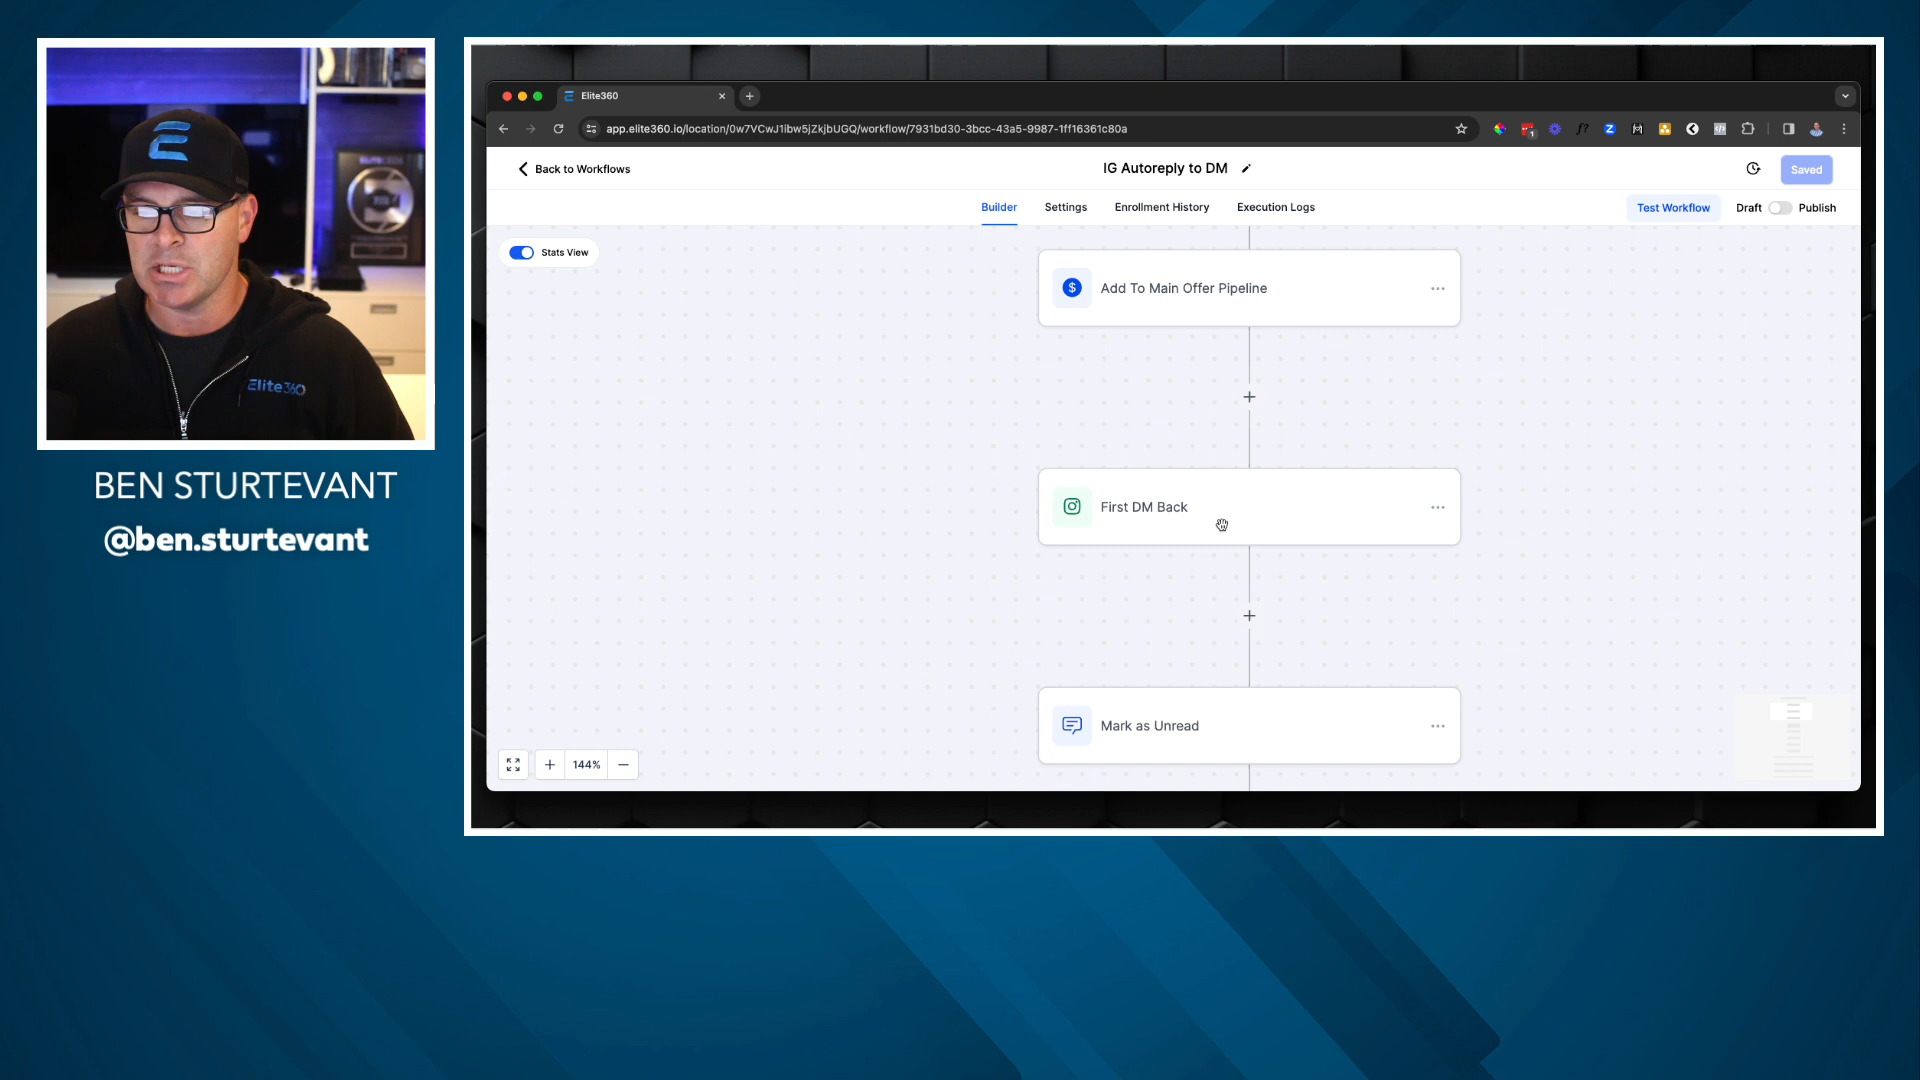 Elite360
BEN STURTEVANT
@ben.sturtevant
Elite360
app.elite360.io/location/0w7VCwJ1ibw5jZkjbUGQ/workflow/7931bd30-3bcc-43a5-9987-1ff16361c80a
Back to Workflows
IG Autoreply to DM
Saved
Builder
Settings
Enrollment History
Execution Logs
Test Workflow
Draft
Publish
Stats View
Add To Main Offer Pipeline
First DM Back
Mark as Unread
144%